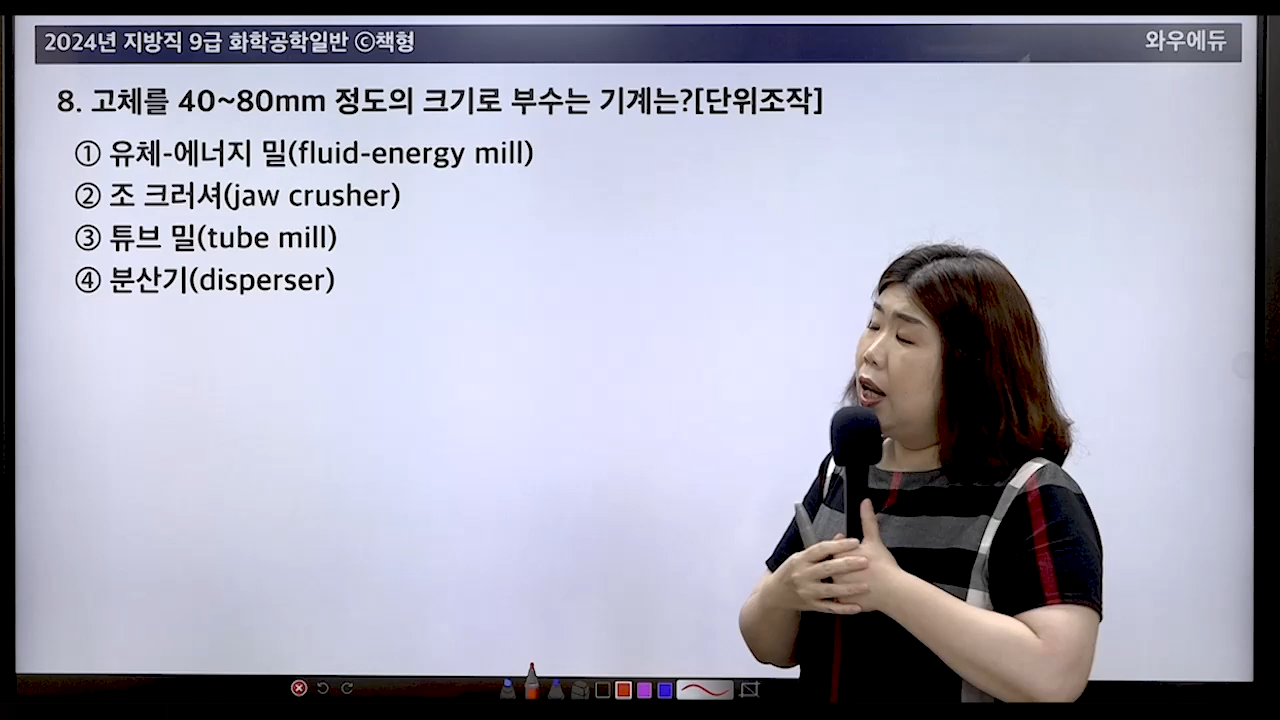 2024년 지방직 9급 화학공학일반 ⓒ책형
와우에듀
8. 고체를 40~80mm 정도의 크기로 부수는 기계는?[단위조작]
① 유체-에너지 밀(fluid-energy mill)
② 조 크러셔(jaw crusher)
③ 튜브 밀(tube mill)
④ 분산기(disperser)